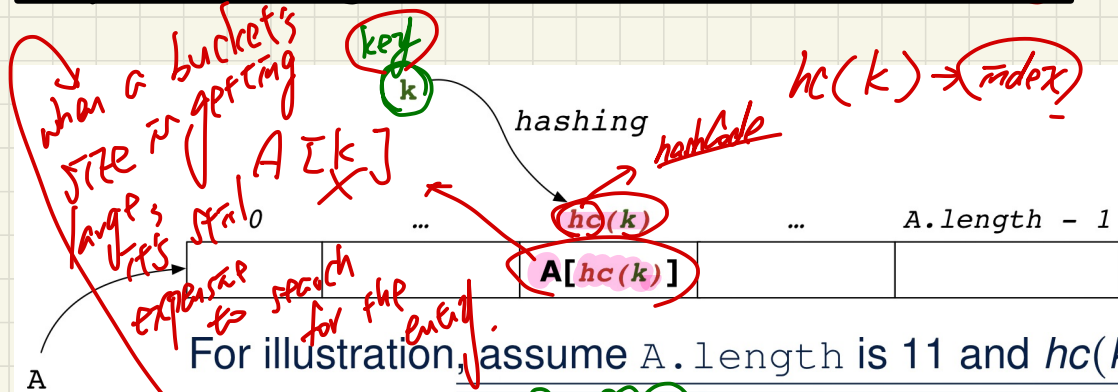 key
k
hc(k) → index
hashing
hashCode
when a bucket's
size is getting
large, it's still
expensive to search
for the entry.
A[k]
0 ... hc(k) ... A.length - 1
A[hc(k)]
For illustration, assume A.length is 11 and hc(
A